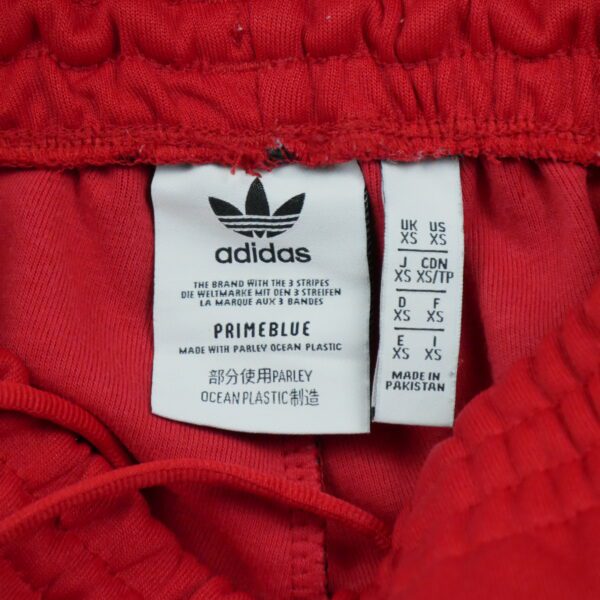 adidas
THE BRAND WITH THE 3 STRIPES
DIE WELTMARKE MIT DEN 3 STREIFEN
LA MARQUE AUX 3 BANDES
PRIMEBLUE
MADE WITH PARLEY OCEAN PLASTIC
部分使用PARLEY
OCEAN PLASTIC制造
UK US
XS XS
J CDN
XS XS/TP
D F
XS XS
E I
XS XS
MADE IN
PAKISTAN